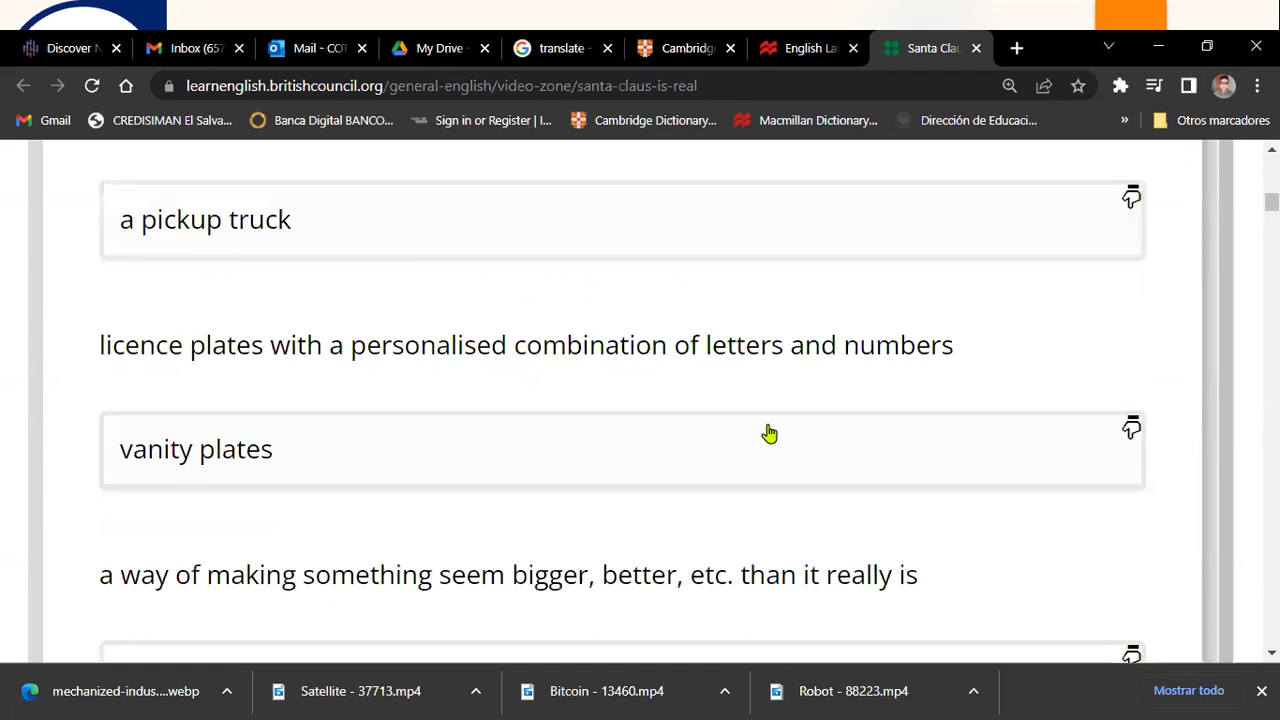 Discover N
Inbox (657
Mail - COT
My Drive -
translate -
Cambridge
English La
Santa Clau
learnenglish.britishcouncil.org/general-english/video-zone/santa-claus-is-real
Gmail
CREDISIMAN El Salva...
Banca Digital BANCO...
Sign in or Register | I...
Cambridge Dictionary...
Macmillan Dictionary...
Dirección de Educaci...
»
Otros marcadores
a pickup truck
licence plates with a personalised combination of letters and numbers
vanity plates
a way of making something seem bigger, better, etc. than it really is
mechanized-indus....webp
Satellite - 37713.mp4
Bitcoin - 13460.mp4
Robot - 88223.mp4
Mostrar todo